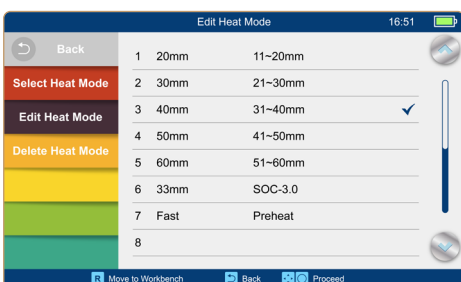 Edit Heat Mode 16:51
Back
Select Heat Mode
Edit Heat Mode
Delete Heat Mode
1 20mm 11~20mm
2 30mm 21~30mm
3 40mm 31~40mm
4 50mm 41~50mm
5 60mm 51~60mm
6 33mm SOC-3.0
7 Fast Preheat
8
R Move to Workbench Back Proceed